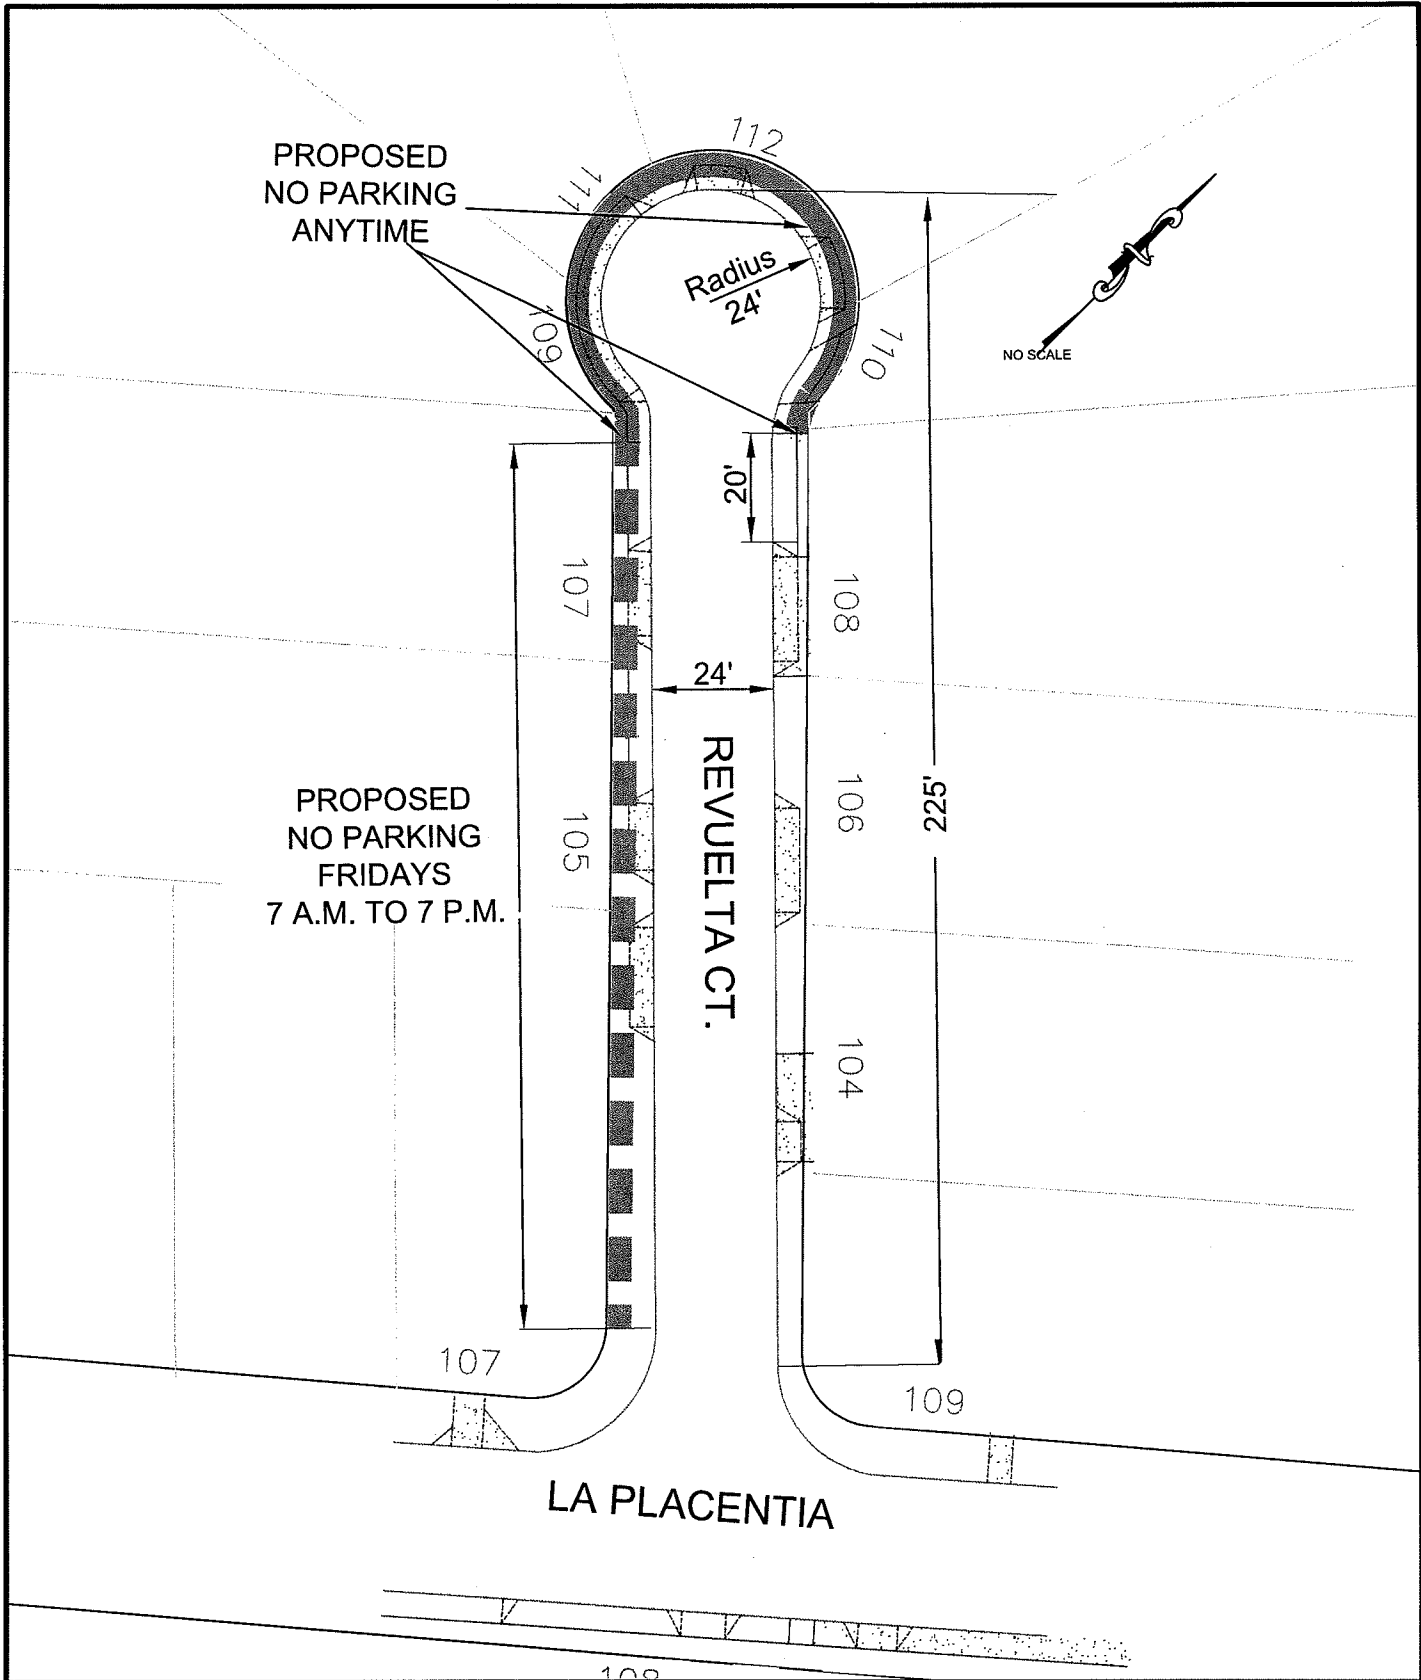 112
PROPOSED
NO PARKING
ANYTIME
111
Radius
24'
109
110
NO SCALE
20'
107
108
24'
REVUELTA CT.
225'
106
PROPOSED
NO PARKING
FRIDAYS
7 A.M. TO 7 P.M.
105
104
107
109
LA PLACENTIA
108